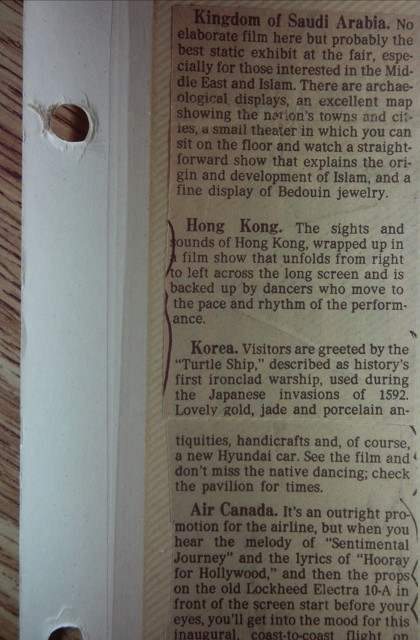 Kingdom of Saudi Arabia. No
elaborate film here but probably the
best static exhibit at the fair, espe-
cially for those interested in the Mid-
dle East and Islam. There are archae-
ological displays, an excellent map
showing the nation's towns and cit-
ies, a small theater in which you can
sit on the floor and watch a straight-
forward show that explains the ori-
gin and development of Islam, and a
fine display of Bedouin jewelry.
Hong Kong. The sights and
sounds of Hong Kong, wrapped up in
a film show that unfolds from right
to left across the long screen and is
backed up by dancers who move to
the pace and rhythm of the perform-
ance.
Korea. Visitors are greeted by the
“Turtle Ship,” described as history's
first ironclad warship, used during
the Japanese invasions of 1592.
Lovely gold, jade and porcelain an-
tiquities, handicrafts and, of course,
a new Hyundai car. See the film and
don't miss the native dancing; check
the pavilion for times.
Air Canada. It's an outright pro-
motion for the airline, but when you
hear the melody of “Sentimental
Journey” and the lyrics of “Hooray
for Hollywood,” and then the props
on the old Lockheed Electra 10-A in
front of the screen start before your
eyes, you'll get into the mood for this
inaugural, coast-to-coast flight on